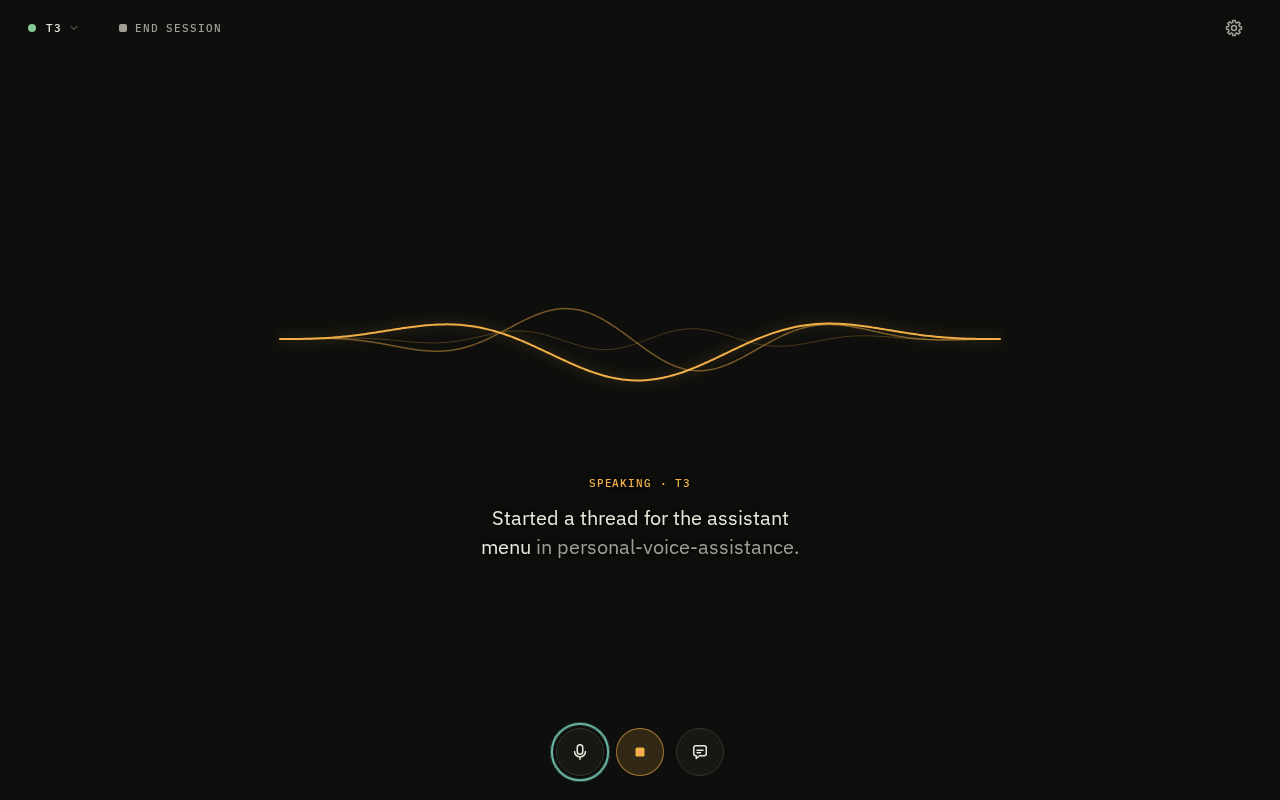 T3
END SESSION
SPEAKING · T3
Started a thread for the assistant
menu in personal-voice-assistance.